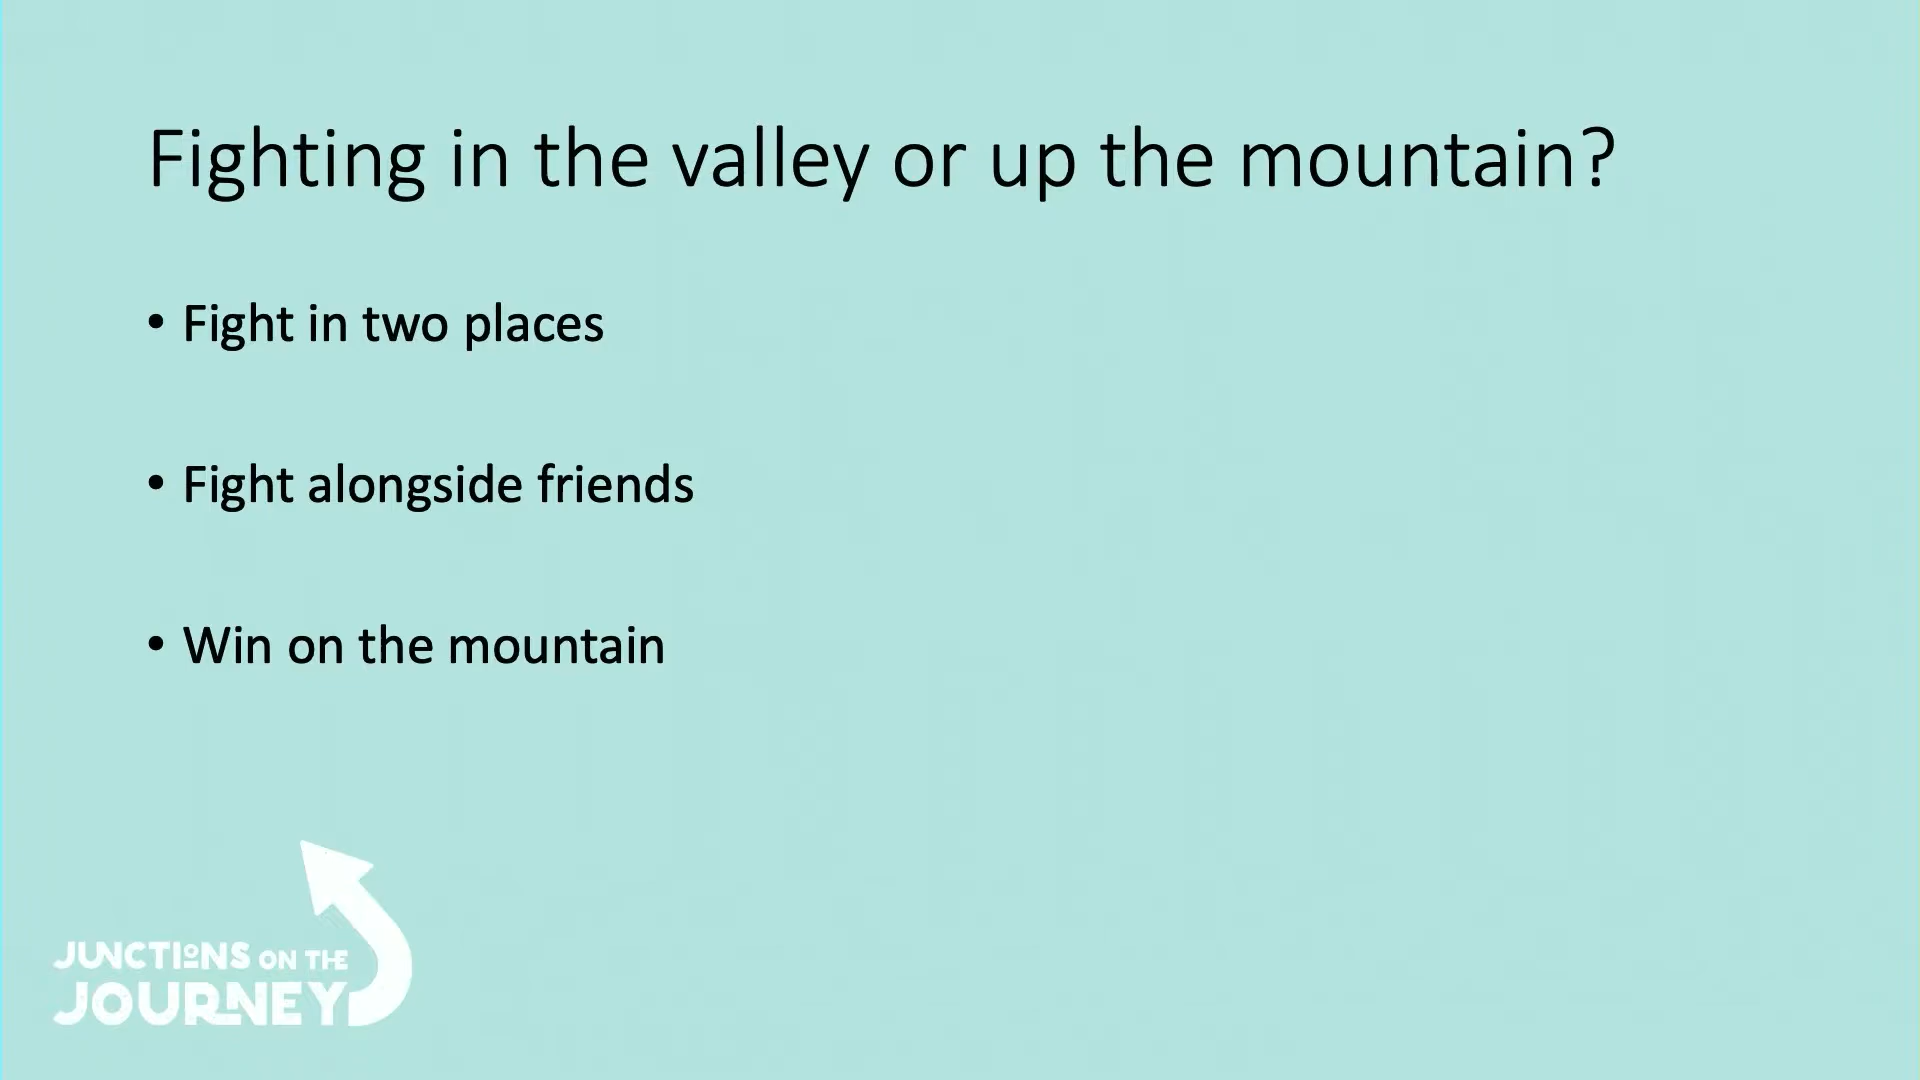 Fighting in the valley or up the mountain?
• Fight in two places
• Fight alongside friends
• Win on the mountain
JUNCTIONS ON THE
JOURNEY